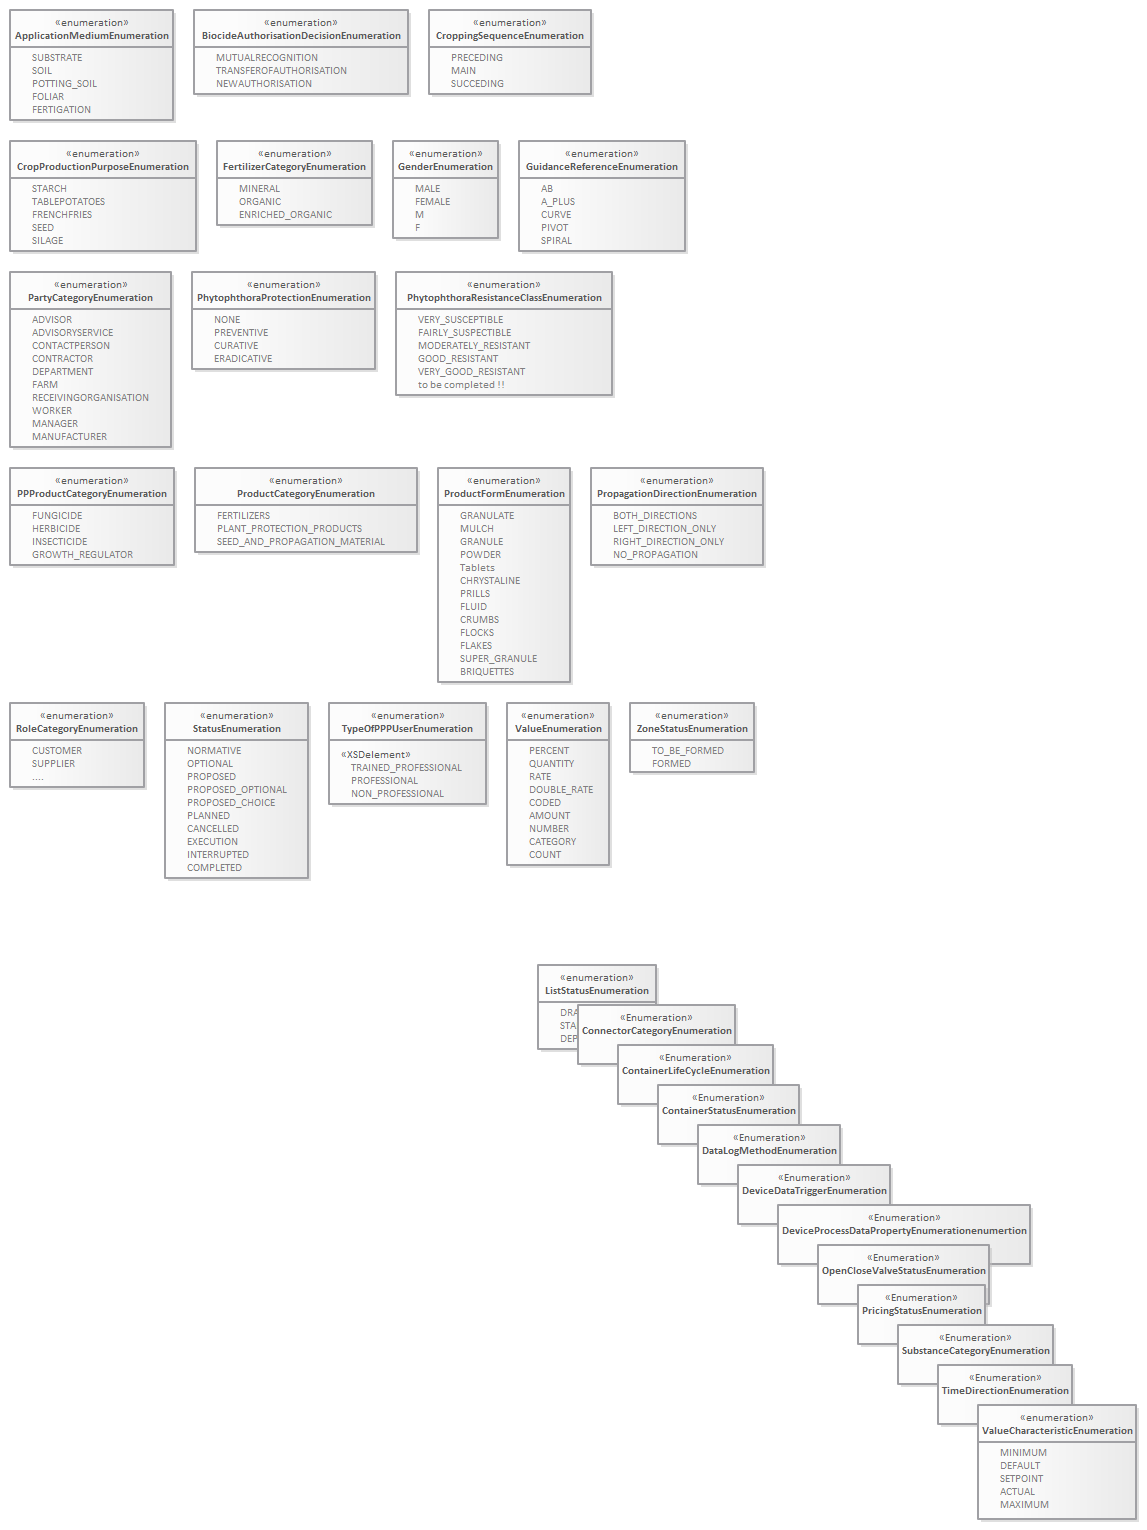 «enumeration»
ApplicationMediumEnumeration
SUBSTRATE
SOIL
POTTING_SOIL
FOLIAR
FERTIGATION
«enumeration»
BiocideAuthorisationDecisionEnumeration
MUTUALRECOGNITION
TRANSFEROFAUTHORISATION
NEWAUTHORISATION
«enumeration»
CroppingSequenceEnumeration
PRECEDING
MAIN
SUCCEDING
«enumeration»
CropProductionPurposeEnumeration
STARCH
TABLEPOTATOES
FRENCHFRIES
SEED
SILAGE
«enumeration»
FertilizerCategoryEnumeration
MINERAL
ORGANIC
ENRICHED_ORGANIC
«enumeration»
GenderEnumeration
MALE
FEMALE
M
F
«enumeration»
GuidanceReferenceEnumeration
AB
A_PLUS
CURVE
PIVOT
SPIRAL
«enumeration»
PartyCategoryEnumeration
ADVISOR
ADVISORYSERVICE
CONTACTPERSON
CONTRACTOR
DEPARTMENT
FARM
RECEIVINGORGANISATION
WORKER
MANAGER
MANUFACTURER
«enumeration»
PhytophthoraProtectionEnumeration
NONE
PREVENTIVE
CURATIVE
ERADICATIVE
«enumeration»
PhytophthoraResistanceClassEnumeration
VERY_SUSCEPTIBLE
FAIRLY_SUSPECTIBLE
MODERATELY_RESISTANT
GOOD_RESISTANT
VERY_GOOD_RESISTANT
to be completed !!
«enumeration»
PPProductCategoryEnumeration
FUNGICIDE
HERBICIDE
INSECTICIDE
GROWTH_REGULATOR
«enumeration»
ProductCategoryEnumeration
FERTILIZERS
PLANT_PROTECTION_PRODUCTS
SEED_AND_PROPAGATION_MATERIAL
«enumeration»
ProductFormEnumeration
GRANULATE
MULCH
GRANULE
POWDER
Tablets
CHRYSTALINE
PRILLS
FLUID
CRUMBS
FLOCKS
FLAKES
SUPER_GRANULE
BRIQUETTES
«enumeration»
PropagationDirectionEnumeration
BOTH_DIRECTIONS
LEFT_DIRECTION_ONLY
RIGHT_DIRECTION_ONLY
NO_PROPAGATION
«enumeration»
RoleCategoryEnumeration
CUSTOMER
SUPPLIER
....
«enumeration»
StatusEnumeration
NORMATIVE
OPTIONAL
PROPOSED
PROPOSED_OPTIONAL
PROPOSED_CHOICE
PLANNED
CANCELLED
EXECUTION
INTERRUPTED
COMPLETED
«enumeration»
TypeOfPPPUserEnumeration
«XSDelement»
TRAINED_PROFESSIONAL
PROFESSIONAL
NON_PROFESSIONAL
«enumeration»
ValueEnumeration
PERCENT
QUANTITY
RATE
DOUBLE_RATE
CODED
AMOUNT
NUMBER
CATEGORY
COUNT
«enumeration»
ZoneStatusEnumeration
TO_BE_FORMED
FORMED
«enumeration»
ListStatusEnumeration
DRA
STA
DEP
«Enumeration»
ConnectorCategoryEnumeration
«Enumeration»
ContainerLifeCycleEnumeration
«Enumeration»
ContainerStatusEnumeration
«Enumeration»
DataLogMethodEnumeration
«Enumeration»
DeviceDataTriggerEnumeration
«Enumeration»
DeviceProcessDataPropertyEnumerationenumertion
«Enumeration»
OpenCloseValveStatusEnumeration
«Enumeration»
PricingStatusEnumeration
«Enumeration»
SubstanceCategoryEnumeration
«Enumeration»
TimeDirectionEnumeration
«enumeration»
ValueCharacteristicEnumeration
MINIMUM
DEFAULT
SETPOINT
ACTUAL
MAXIMUM